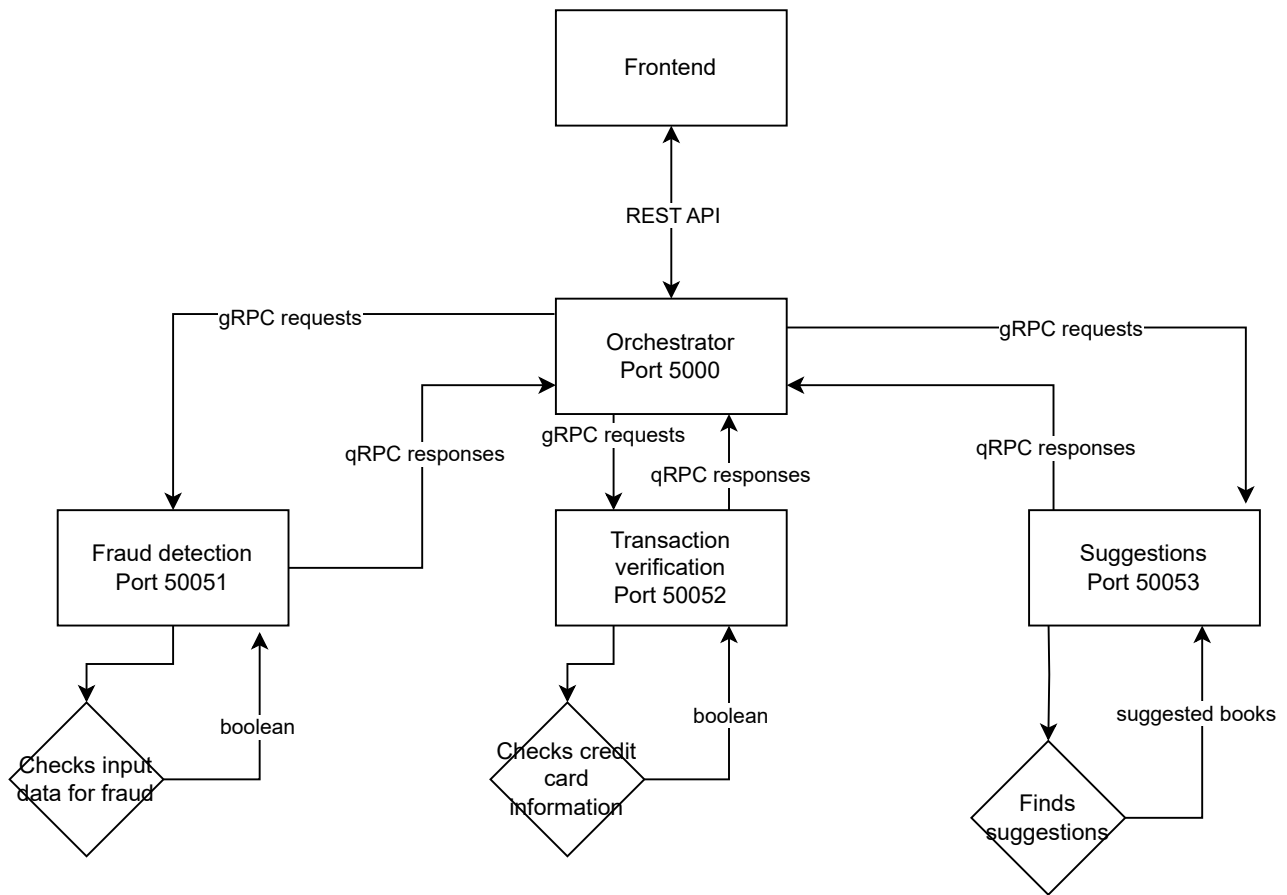 Frontend
REST API
gRPC requests
Orchestrator
Port 5000
gRPC requests
qRPC responses
gRPC requests
qRPC responses
qRPC responses
Fraud detection
Port 50051
Transaction
verification
Port 50052
Suggestions
Port 50053
boolean
boolean
suggested books
Checks input
data for fraud
Checks credit
card
information
Finds
suggestions